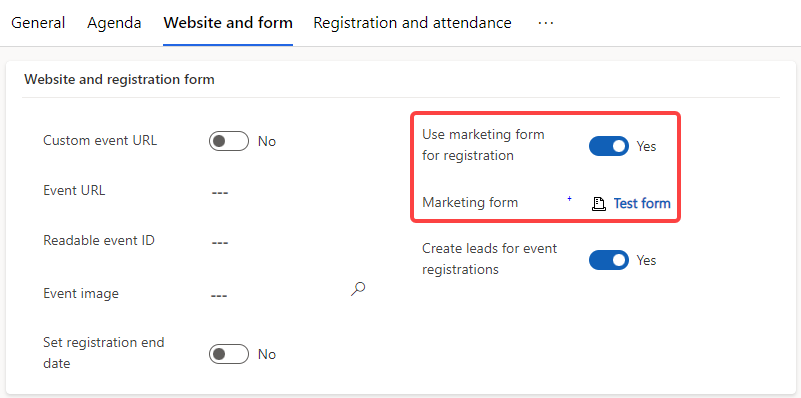 General Agenda Website and form Registration and attendance ...
Website and registration form
Custom event URL No
Event URL ---
Readable event ID ---
Event image ---
Set registration end
date No
Use marketing form
for registration Yes
Marketing form + Test form
Create leads for event
registrations Yes